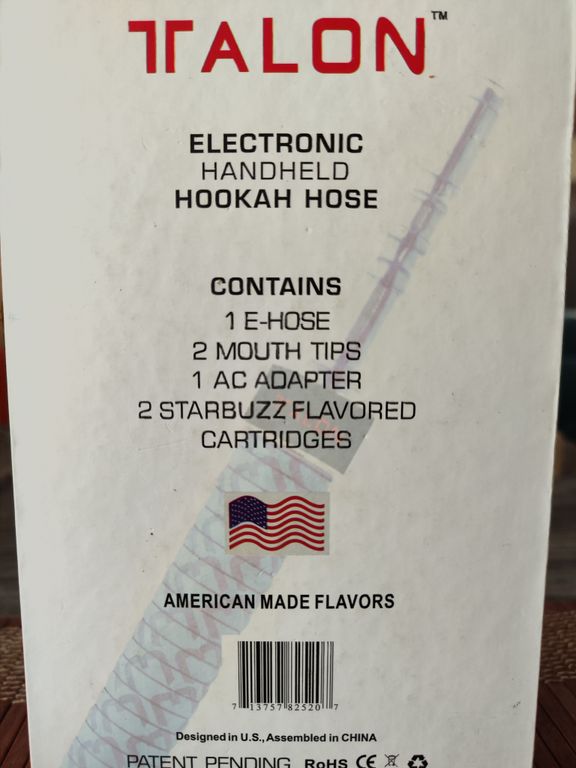 TALON™
ELECTRONIC
HANDHELD
HOOKAH HOSE
CONTAINS
1 E-HOSE
2 MOUTH TIPS
1 AC ADAPTER
2 STARBUZZ FLAVORED
CARTRIDGES
AMERICAN MADE FLAVORS
7 13757 82520 7
Designed in U.S., Assembled in CHINA
PATENT PENDING RoHS CE